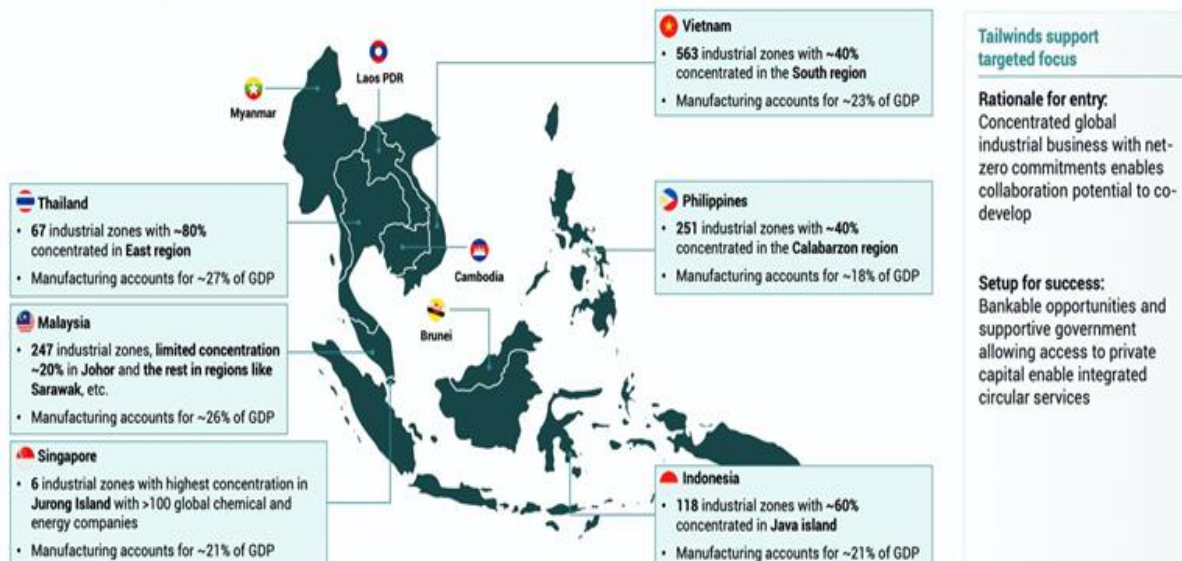 Laos PDR
Myanmar
Cambodia
Brunei
Vietnam
• 563 industrial zones with ~40%
concentrated in the South region
• Manufacturing accounts for ~23% of GDP
Thailand
• 67 industrial zones with ~80%
concentrated in East region
• Manufacturing accounts for ~27% of GDP
Philippines
• 251 industrial zones with ~40%
concentrated in the Calabarzon region
• Manufacturing accounts for ~18% of GDP
Malaysia
• 247 industrial zones, limited concentration
~20% in Johor and the rest in regions like
Sarawak, etc.
• Manufacturing accounts for ~26% of GDP
Singapore
• 6 industrial zones with highest concentration in
Jurong Island with >100 global chemical and
energy companies
• Manufacturing accounts for ~21% of GDP
Indonesia
• 118 industrial zones with ~60%
concentrated in Java island
• Manufacturing accounts for ~21% of GDP
Tailwinds support
targeted focus
Rationale for entry:
Concentrated global
industrial business with net-
zero commitments enables
collaboration potential to co-
develop
Setup for success:
Bankable opportunities and
supportive government
allowing access to private
capital enable integrated
circular services